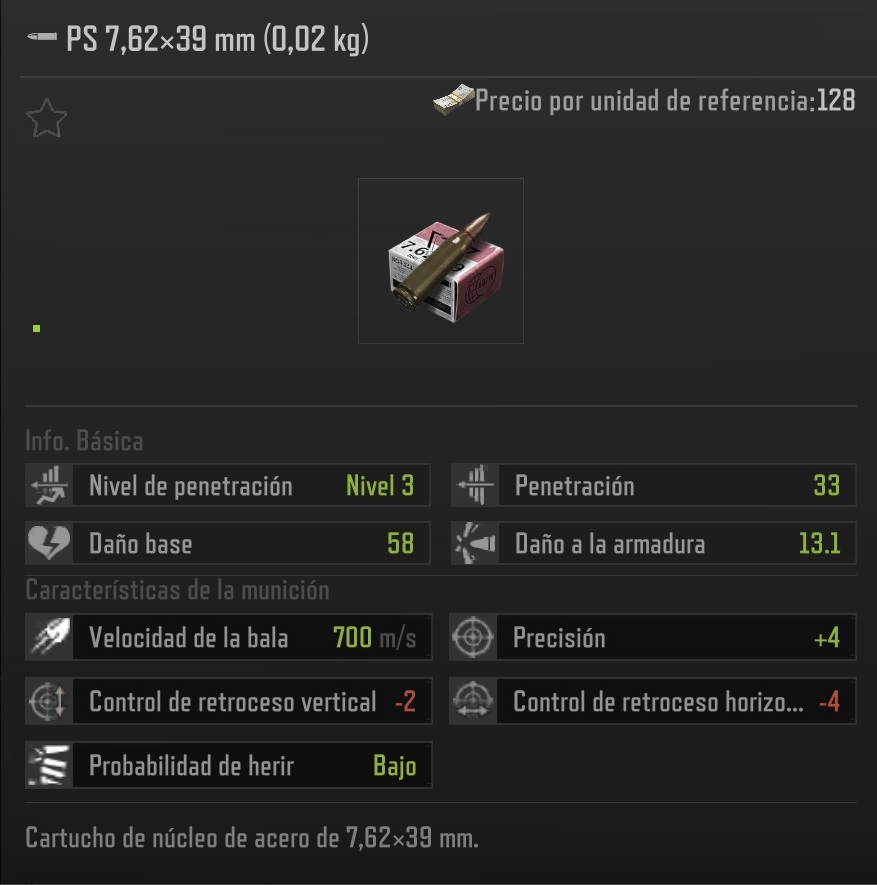 PS 7,62×39 mm (0,02 kg)
Precio por unidad de referencia:128
Info. Básica
Nivel de penetración Nivel 3
Penetración 33
Daño base 58
Daño a la armadura 13.1
Características de la munición
Velocidad de la bala 700 m/s
Precisión +4
Control de retroceso vertical -2
Control de retroceso horizo... -4
Probabilidad de herir Bajo
Cartucho de núcleo de acero de 7,62×39 mm.